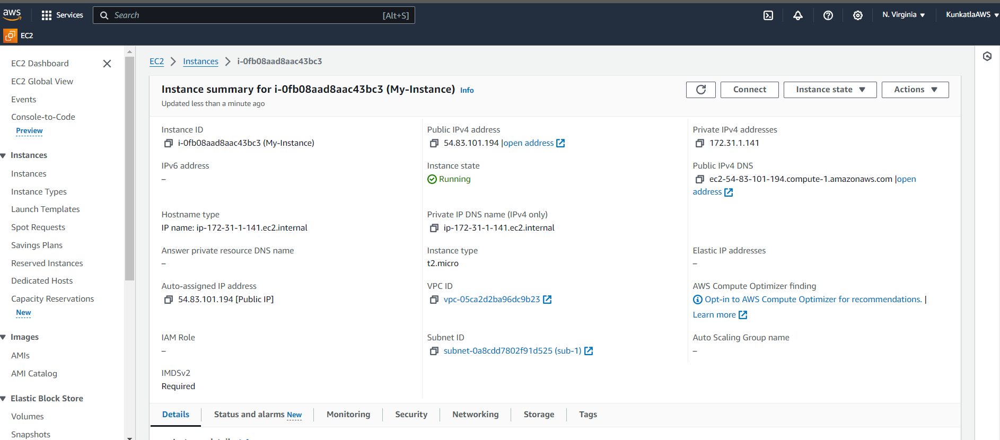 aws
Services
Search
[Alt+S]
N. Virginia
KunkatlaAWS
EC2
EC2 Dashboard
EC2 Global View
Events
Console-to-Code
Preview
Instances
Instances
Instance Types
Launch Templates
Spot Requests
Savings Plans
Reserved Instances
Dedicated Hosts
Capacity Reservations
New
Images
AMIs
AMI Catalog
Elastic Block Store
Volumes
Snapshots
EC2 > Instances > i-0fb08aad8aac43bc3
Instance summary for i-0fb08aad8aac43bc3 (My-Instance) Info
Updated less than a minute ago
Connect
Instance state
Actions
Instance ID
i-0fb08aad8aac43bc3 (My-Instance)
Public IPv4 address
54.83.101.194 |open address
Private IPv4 addresses
172.31.1.141
IPv6 address
–
Instance state
Running
Public IPv4 DNS
ec2-54-83-101-194.compute-1.amazonaws.com |open
address
Hostname type
IP name: ip-172-31-1-141.ec2.internal
Private IP DNS name (IPv4 only)
ip-172-31-1-141.ec2.internal
Answer private resource DNS name
–
Instance type
t2.micro
Elastic IP addresses
–
Auto-assigned IP address
54.83.101.194 [Public IP]
VPC ID
vpc-05ca2d2ba96dc9b23
AWS Compute Optimizer finding
Opt-in to AWS Compute Optimizer for recommendations. |
Learn more
IAM Role
–
Subnet ID
subnet-0a8cdd7802f91d525 (sub-1)
Auto Scaling Group name
–
IMDSv2
Required
Details
Status and alarms New
Monitoring
Security
Networking
Storage
Tags